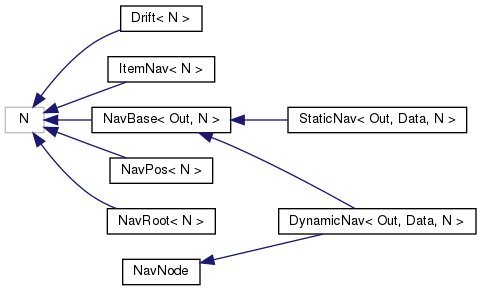 Drift< N >
ItemNav< N >
N
NavBase< Out, N >
StaticNav< Out, Data, N >
NavPos< N >
NavRoot< N >
DynamicNav< Out, Data, N >
NavNode